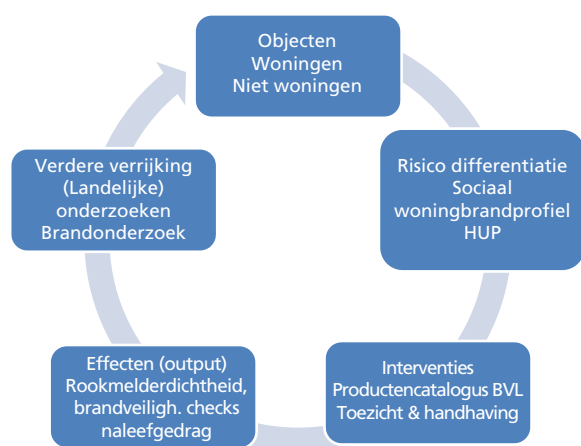 Objecten
Woningen
Niet woningen
Risico differentiatie
Sociaal
woningbrandprofiel
HUP
Interventies
Productencatalogus BVL
Toezicht & handhaving
Effecten (output)
Rookmelderdichtheid,
brandveiligh. checks
naleefgedrag
Verdere verrijking
(Landelijke)
onderzoeken
Brandonderzoek